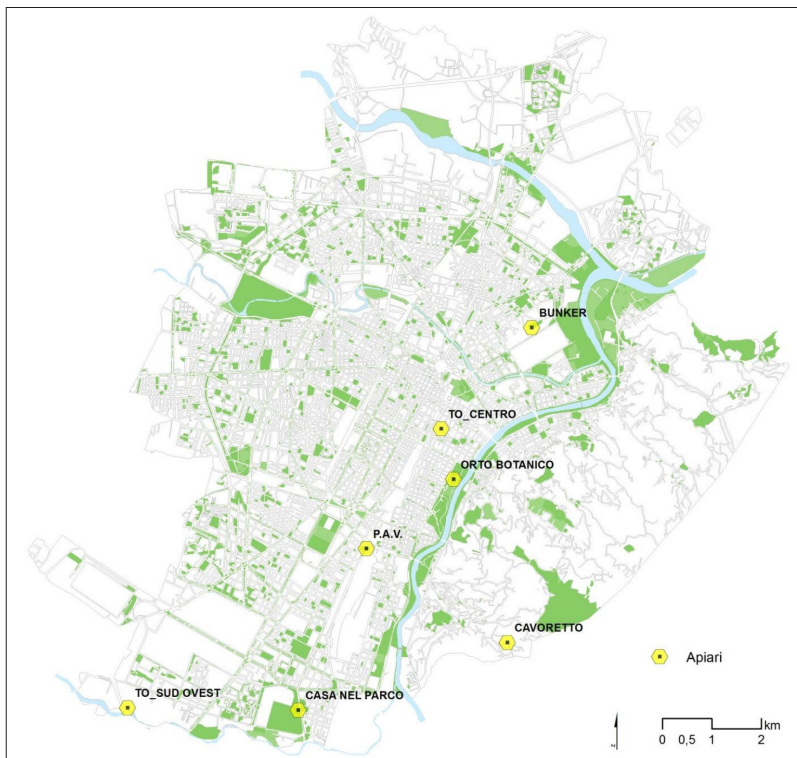 BUNKER
TO_CENTRO
ORTO BOTANICO
P.A.V.
CAVORETTO
Apiari
TO_SUD OVEST
CASA NEL PARCO
km
0 0,5 1 2